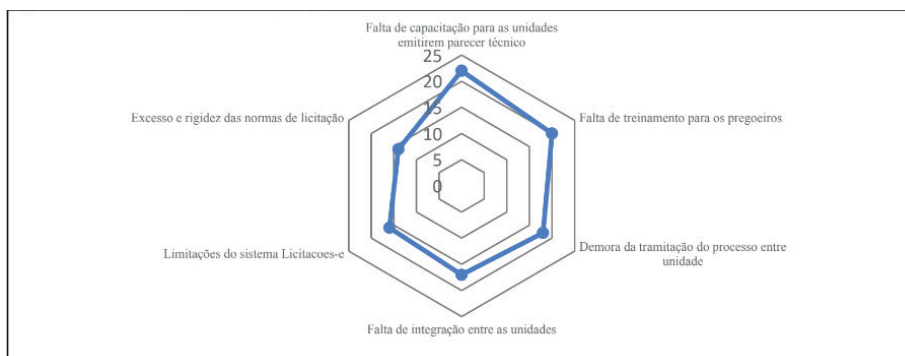 Falta de capacitação para as unidades
emitirem parecer técnico
25
20
15
10
5
0
Excesso e rigidez das normas de licitação
Falta de treinamento para os pregoeiros
Limitações do sistema Licitacoes-e
Demora da tramitação do processo entre
unidade
Falta de integração entre as unidades